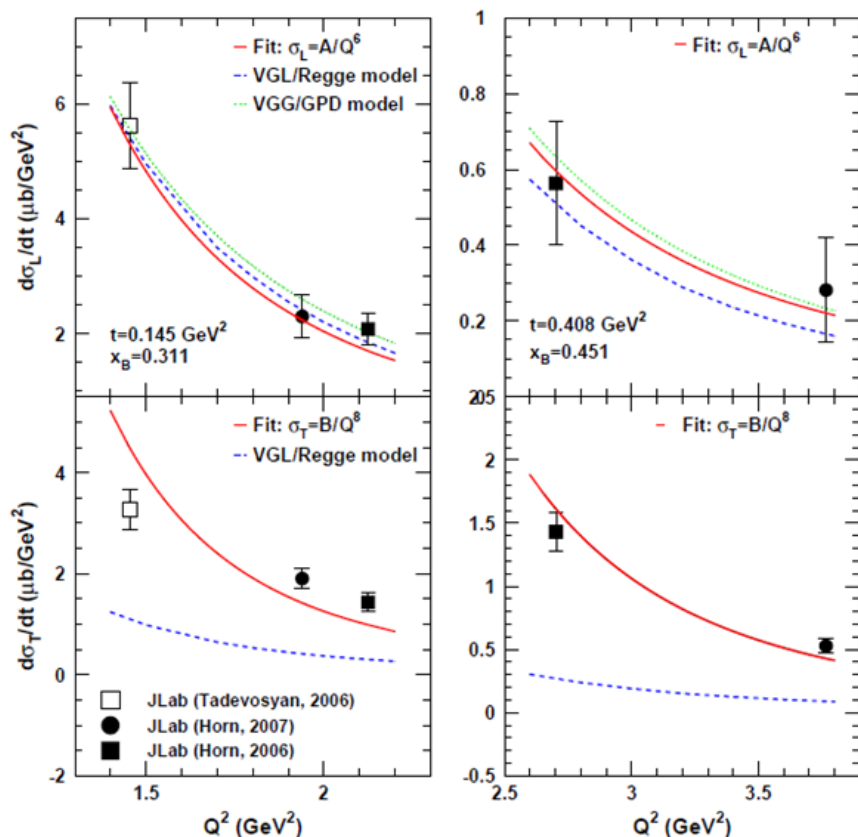 Fit: σL=A/Q⁶
VGL/Regge model
VGG/GPD model
dσL/dt (μb/GeV²)
6
4
2
t=0.145 GeV²
xB=0.311
Fit: σL=A/Q⁶
1
0.8
0.6
0.4
0.2
0
t=0.408 GeV²
xB=0.451
Fit: σT=B/Q⁸
VGL/Regge model
dσT/dt (μb/GeV²)
4
2
0
-2
JLab (Tadevosyan, 2006)
JLab (Horn, 2007)
JLab (Horn, 2006)
1.5
2
Q² (GeV²)
Fit: σT=B/Q⁸
2.5
2
1.5
1
0.5
0
-0.5
2.5
3
3.5
Q² (GeV²)